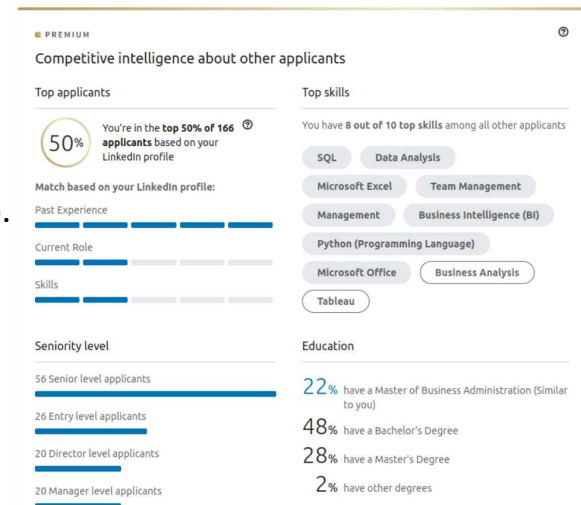 PREMIUM
Competitive intelligence about other applicants
Top applicants
50%
You're in the top 50% of 166
applicants based on your
LinkedIn profile
Match based on your LinkedIn profile:
Past Experience
Current Role
Skills
Top skills
You have 8 out of 10 top skills among all other applicants
SQL
Data Analysis
Microsoft Excel
Team Management
Management
Business Intelligence (BI)
Python (Programming Language)
Microsoft Office
Business Analysis
Tableau
Seniority level
56 Senior level applicants
26 Entry level applicants
20 Director level applicants
20 Manager level applicants
Education
22% have a Master of Business Administration (Similar
to you)
48% have a Bachelor's Degree
28% have a Master's Degree
2% have other degrees